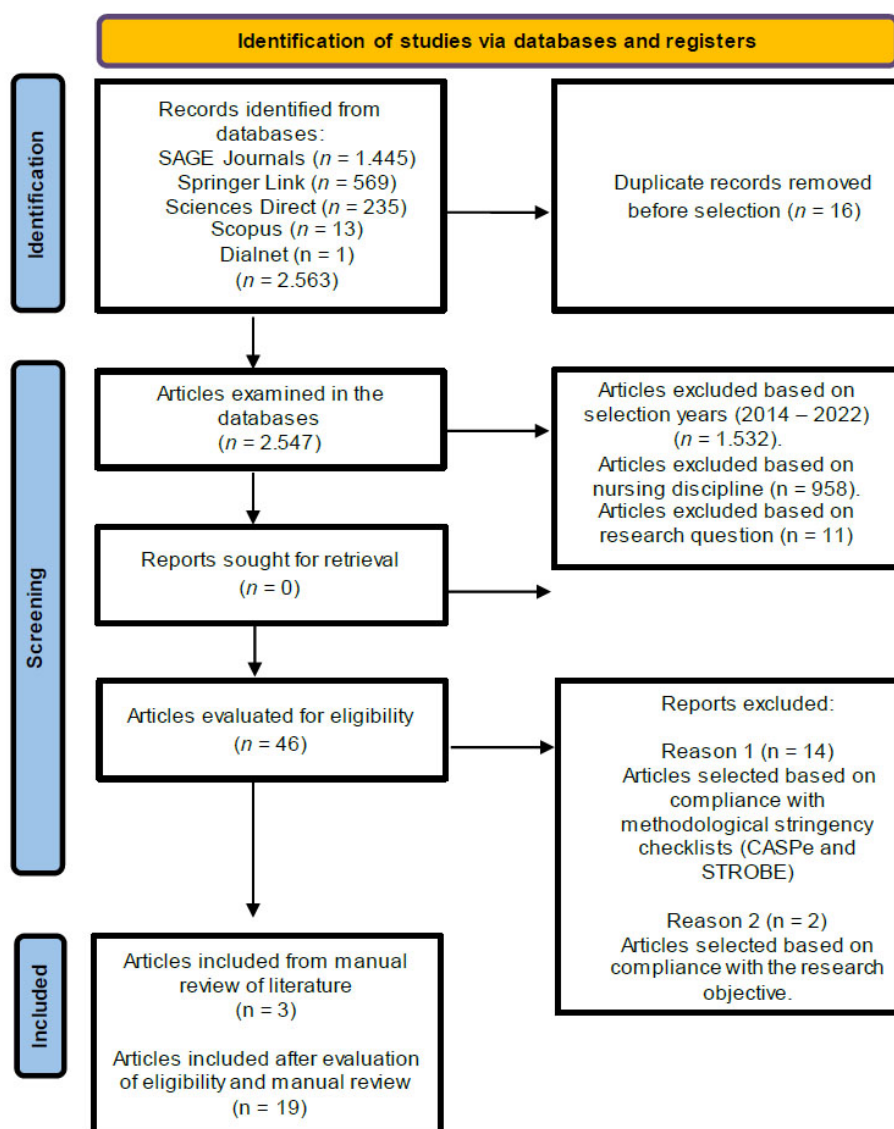 Identification of studies via databases and registers
Identification
Records identified from
databases:
SAGE Journals (n = 1.445)
Springer Link (n = 569)
Sciences Direct (n = 235)
Scopus (n = 13)
Dialnet (n = 1)
(n = 2.563)
Duplicate records removed
before selection (n = 16)
Screening
Articles examined in the
databases
(n = 2.547)
Articles excluded based on
selection years (2014 – 2022)
(n = 1.532).
Articles excluded based on
nursing discipline (n = 958).
Articles excluded based on
research question (n = 11)
Reports sought for retrieval
(n = 0)
Articles evaluated for eligibility
(n = 46)
Reports excluded:
Reason 1 (n = 14)
Articles selected based on
compliance with
methodological stringency
checklists (CASPe and
STROBE)
Reason 2 (n = 2)
Articles selected based on
compliance with the research
objective.
Included
Articles included from manual
review of literature
(n = 3)
Articles included after evaluation
of eligibility and manual review
(n = 19)